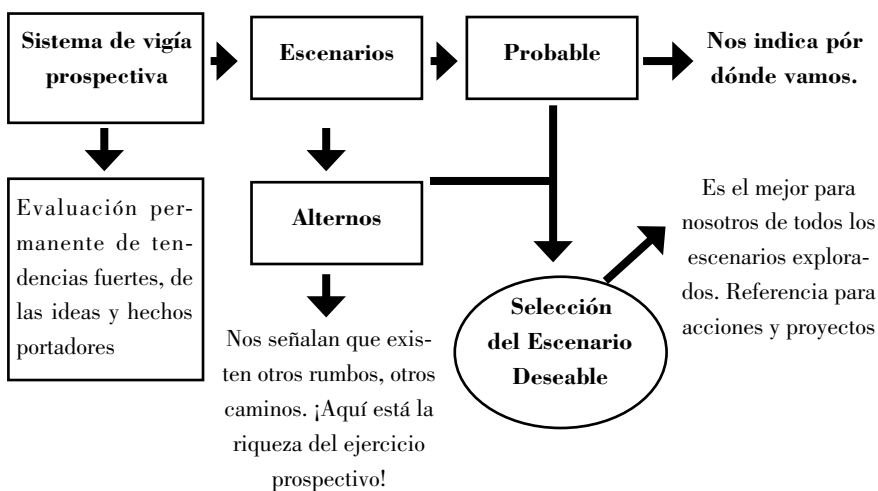 Sistema de vigía
prospectiva
Escenarios
Probable
Nos indica pór
dónde vamos.
Evaluación per-
manente de ten-
dencias fuertes, de
las ideas y hechos
portadores
Alternos
Nos señalan que exis-
ten otros rumbos, otros
caminos. ¡Aquí está la
riqueza del ejercicio
prospectivo!
Selección
del Escenario
Deseable
Es el mejor para
nosotros de todos los
escenarios explora-
dos. Referencia para
acciones y proyectos